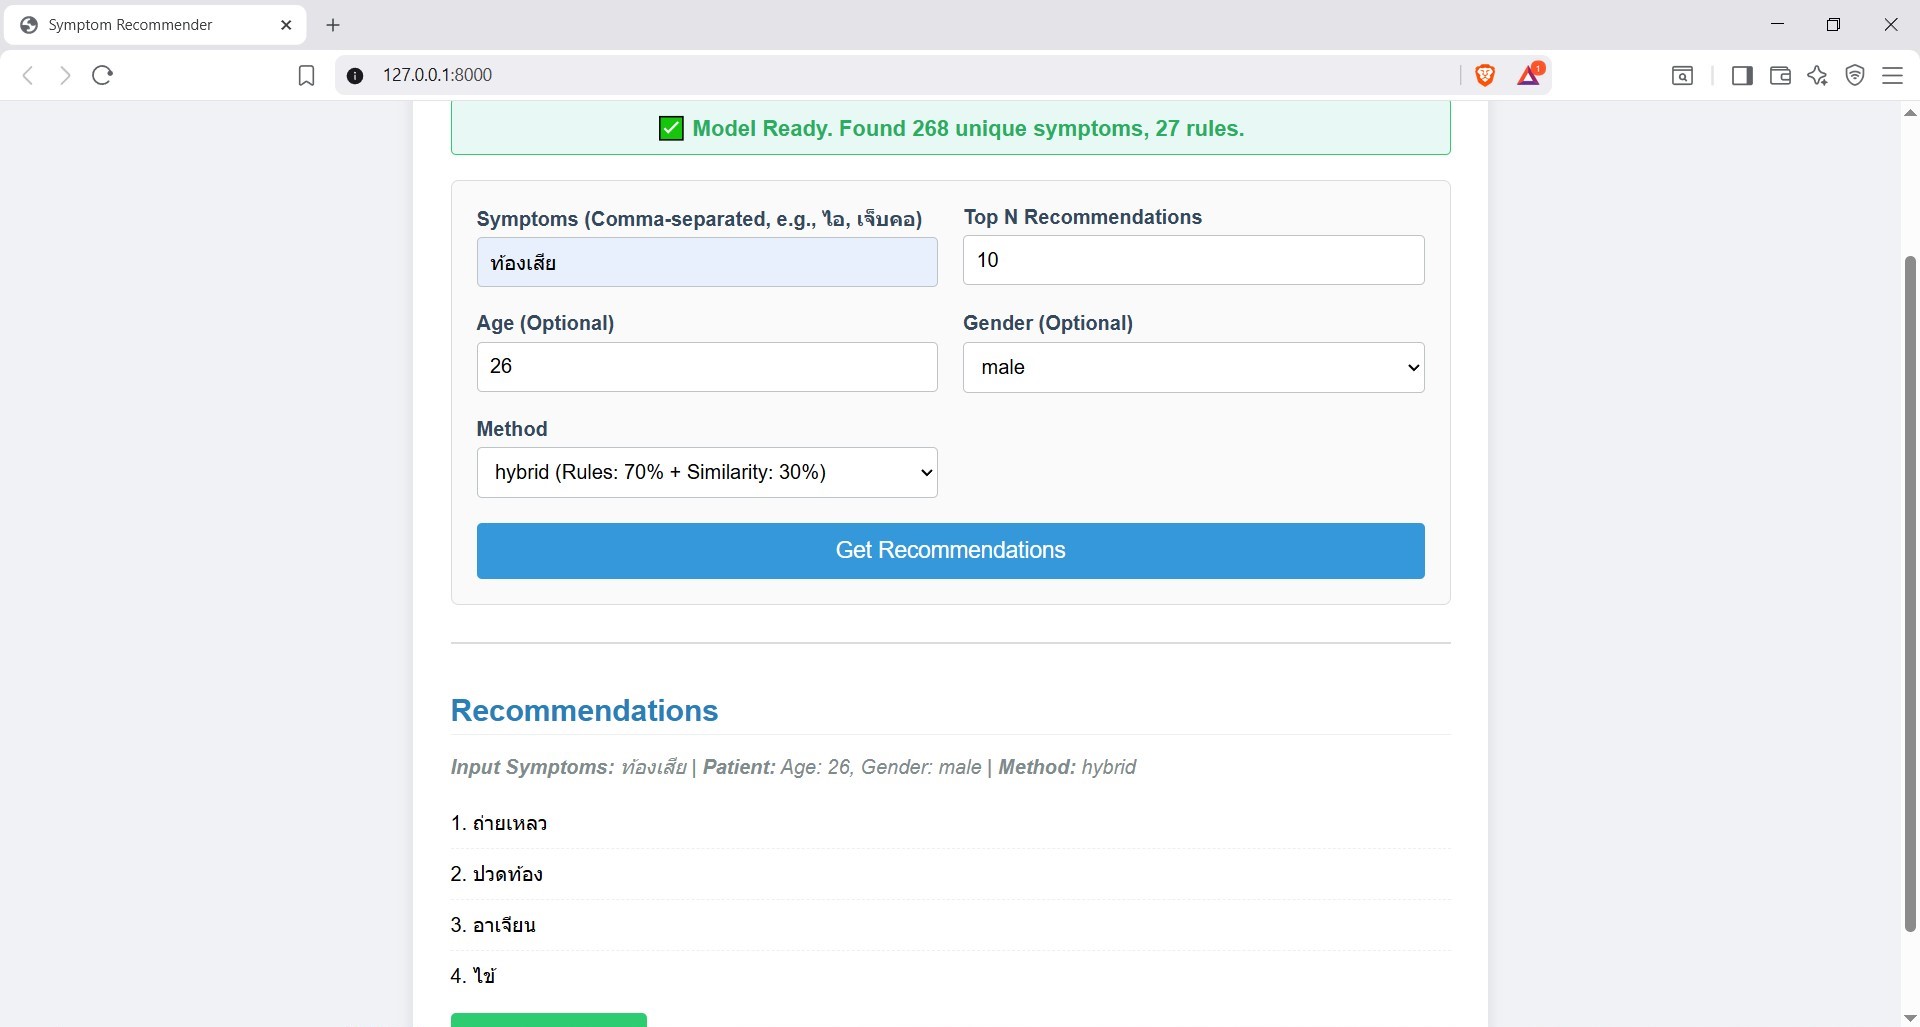 Symptom Recommender
127.0.0.1:8000
1
✅ Model Ready. Found 268 unique symptoms, 27 rules.
Symptoms (Comma-separated, e.g., ไอ, เจ็บคอ)
Top N Recommendations
ท้องเสีย
10
Age (Optional)
Gender (Optional)
26
male
Method
hybrid (Rules: 70% + Similarity: 30%)
Get Recommendations
Recommendations
Input Symptoms: ท้องเสีย | Patient: Age: 26, Gender: male | Method: hybrid
1. ถ่ายเหลว
2. ปวดท้อง
3. อาเจียน
4. ไข้